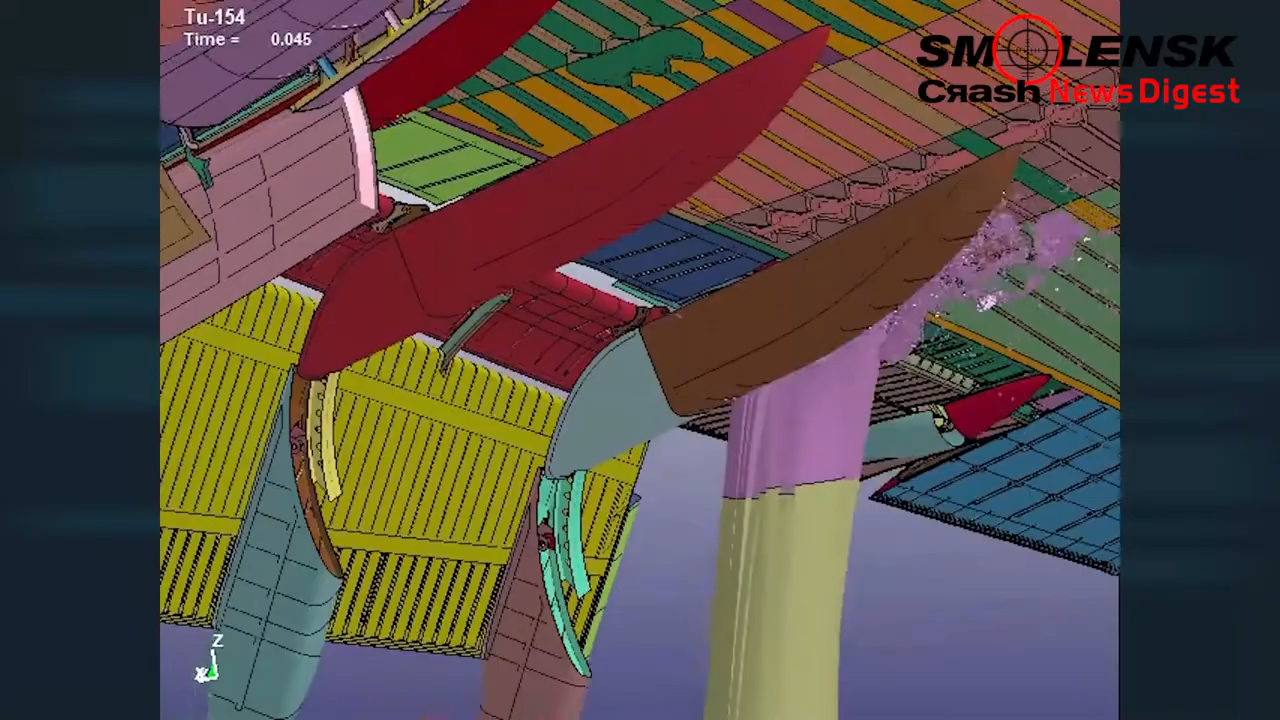 Tu-154
Time = 0.045
SMOLENSK
CЯash News Digest
Z
X